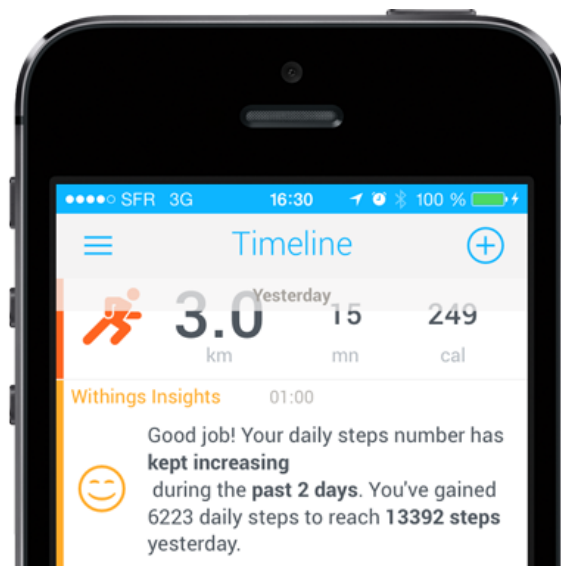 SFR 3G 16:30 100 %
Timeline
Yesterday
3.0 15 249
km mn cal
Withings Insights 01:00
Good job! Your daily steps number has
kept increasing
during the past 2 days. You've gained
6223 daily steps to reach 13392 steps
yesterday.